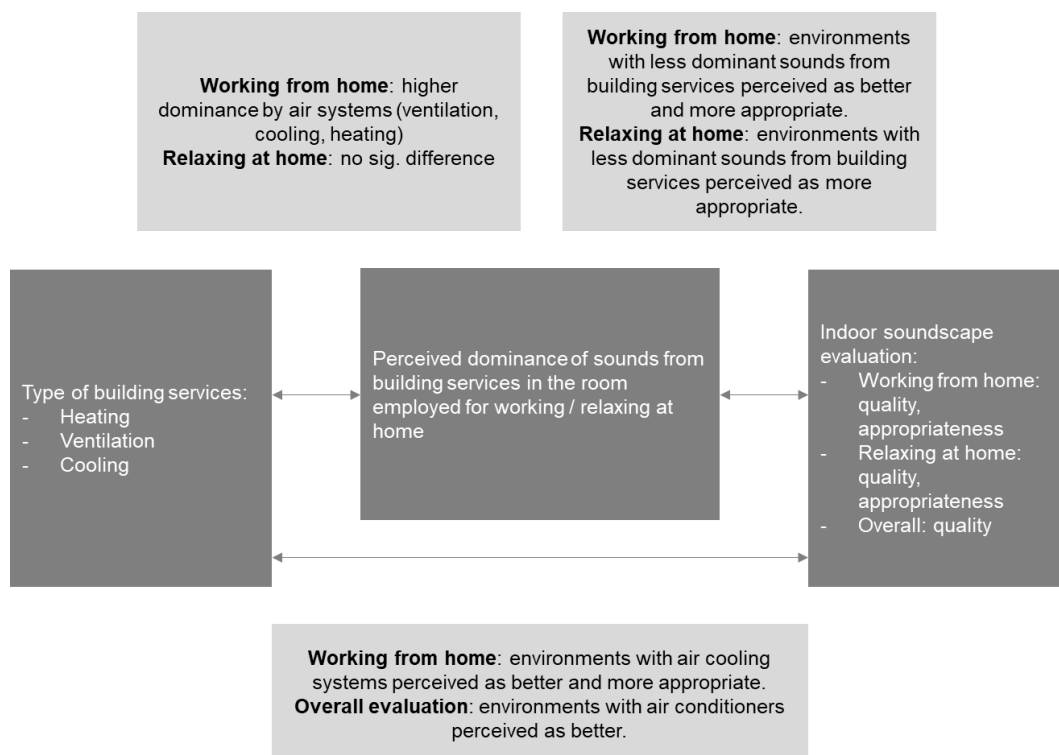 Working from home: higher
dominance by air systems (ventilation,
cooling, heating)
Relaxing at home: no sig. difference
Working from home: environments
with less dominant sounds from
building services perceived as better
and more appropriate.
Relaxing at home: environments with
less dominant sounds from building
services perceived as more
appropriate.
Type of building services:
- Heating
- Ventilation
- Cooling
Perceived dominance of sounds from
building services in the room
employed for working / relaxing at
home
Indoor soundscape
evaluation:
- Working from home:
quality,
appropriateness
- Relaxing at home:
quality,
appropriateness
- Overall: quality
Working from home: environments with air cooling
systems perceived as better and more appropriate.
Overall evaluation: environments with air conditioners
perceived as better.